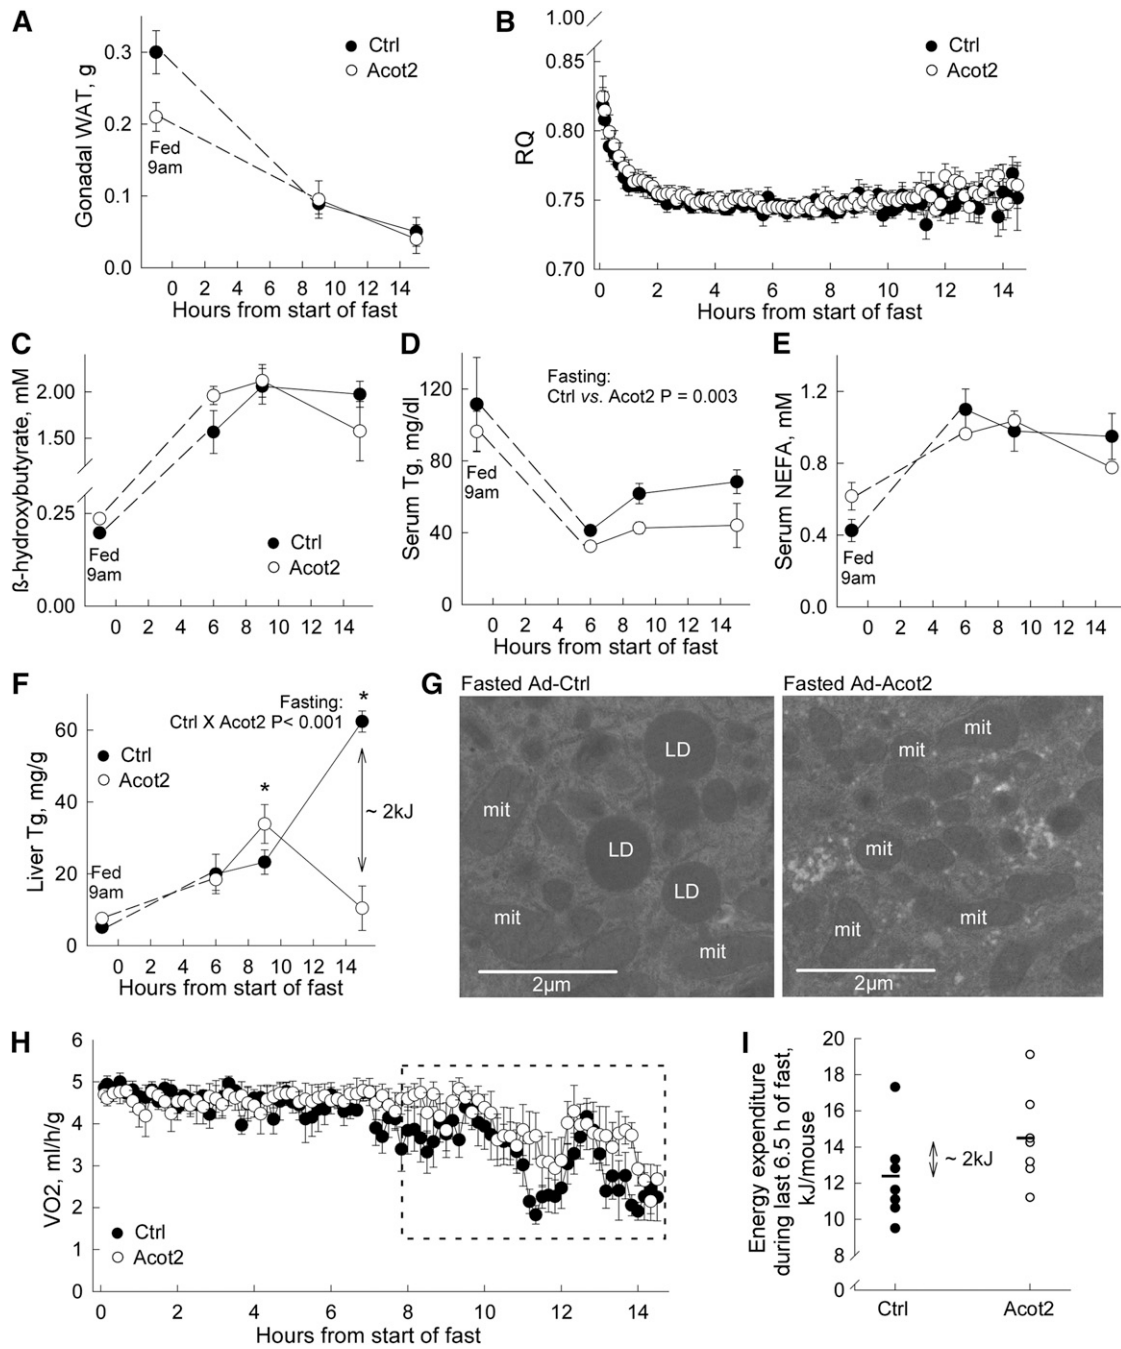 A
Gonadal WAT, g
0.3
0.2
0.1
0.0
Ctrl
Acot2
Fed
9am
0 2 4 6 8 10 12 14
Hours from start of fast
B
RQ
1.00
0.85
0.80
0.75
0.70
Ctrl
Acot2
0 2 4 6 8 10 12 14
Hours from start of fast
C
ß-hydroxybutyrate, mM
2.00
1.50
0.25
0.00
Fed
9am
Ctrl
Acot2
0 2 4 6 8 10 12 14
D
Serum Tg, mg/dl
120
80
40
0
Fasting:
Ctrl vs. Acot2 P = 0.003
Fed
9am
0 2 4 6 8 10 12 14
Hours from start of fast
E
Serum NEFA, mM
1.2
0.8
0.4
0.0
Fed
9am
0 2 4 6 8 10 12 14
F
Liver Tg, mg/g
60
40
20
0
Fasting:
Ctrl X Acot2 P< 0.001
*
*
Ctrl
Acot2
~ 2kJ
Fed
9am
0 2 4 6 8 10 12 14
Hours from start of fast
G
Fasted Ad-Ctrl
LD
mit
LD
LD
mit
mit
2µm
Fasted Ad-Acot2
mit
mit
mit
mit
mit
2µm
H
VO2, ml/h/g
6
5
4
3
2
1
0
Ctrl
Acot2
0 2 4 6 8 10 12 14
Hours from start of fast
I
Energy expenditure
during last 6.5 h of fast,
kJ/mouse
20
18
16
14
12
10
8
0
~ 2kJ
Ctrl Acot2